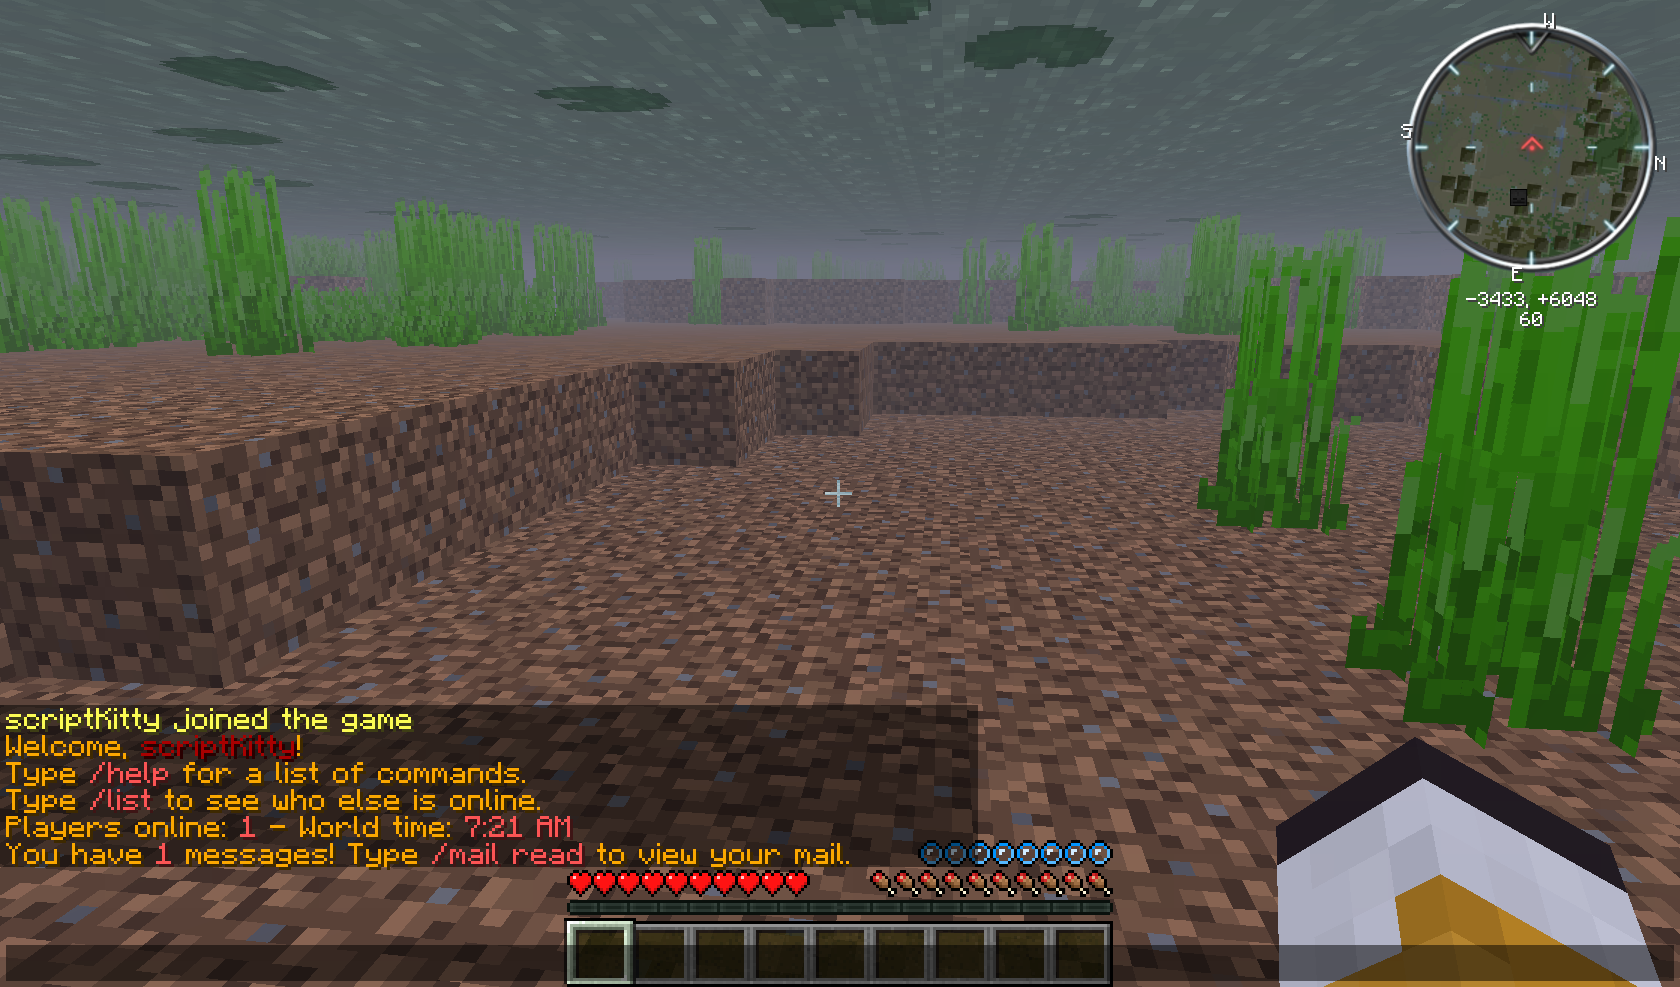 W
S
N
E
-3433, +6048
60
scriptKitty joined the game
Welcome, scriptKitty!
Type /help for a list of commands.
Type /list to see who else is online.
Players online: 1 - World time: 7:21 AM
You have 1 messages! Type /mail read to view your mail.